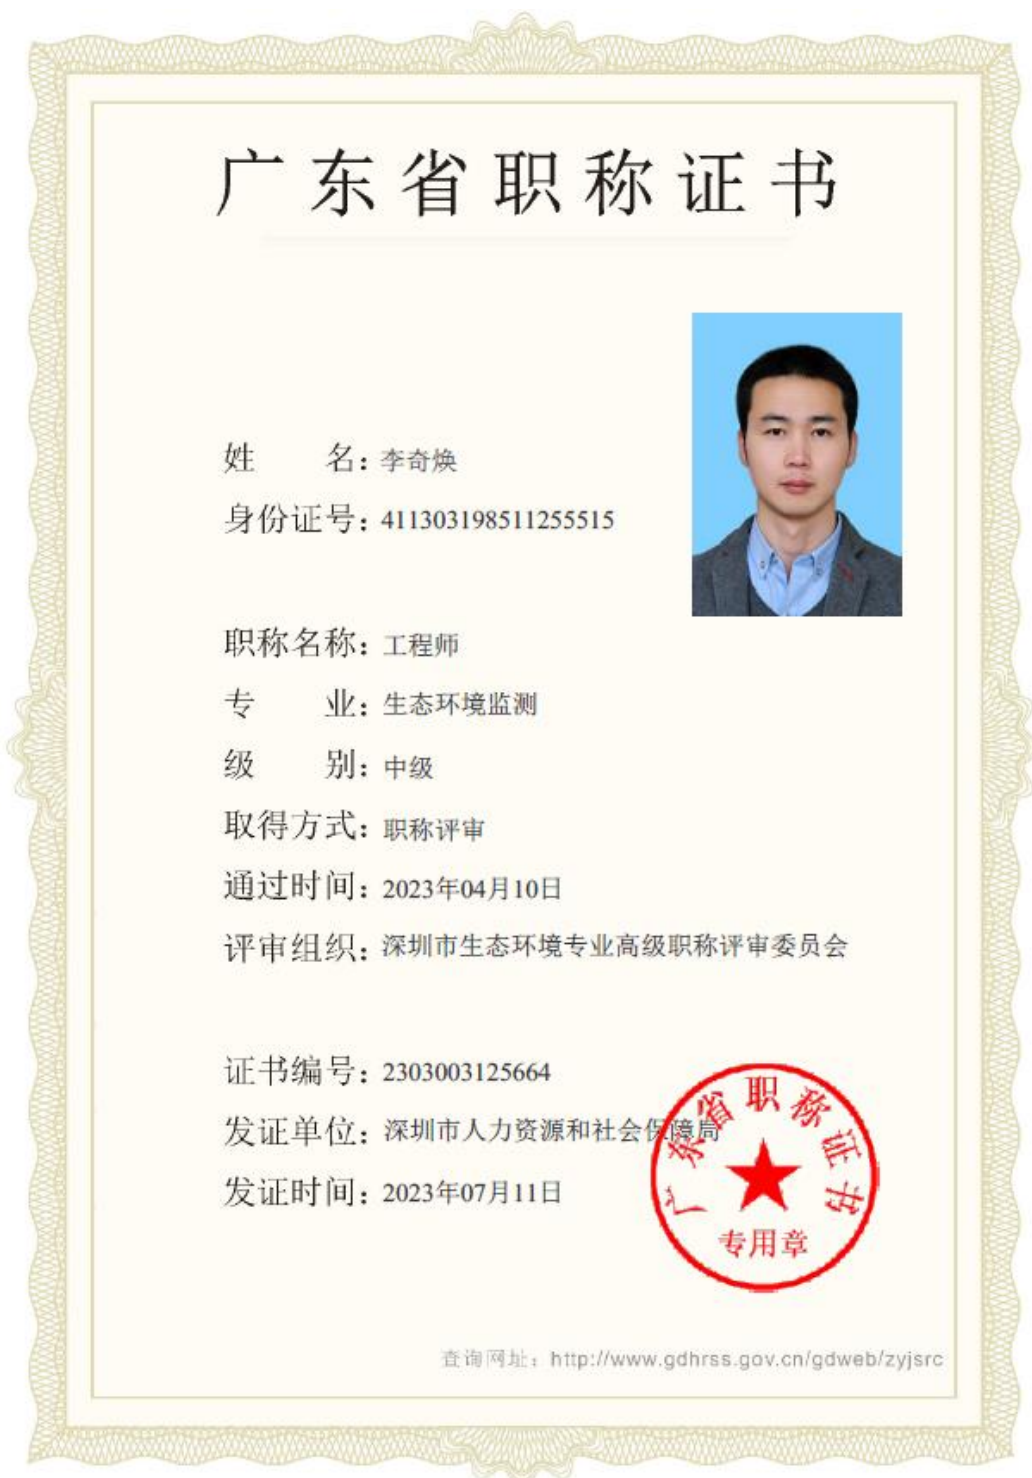 广东省职称证书
姓 名：李奇焕
身份证号：411303198511255515
职称名称：工程师
专 业：生态环境监测
级 别：中级
取得方式：职称评审
通过时间：2023年04月10日
评审组织：深圳市生态环境专业高级职称评审委员会
证书编号：2303003125664
发证单位：深圳市人力资源和社会保障局
发证时间：2023年07月11日
广东省职称证书
专用章
查询网址：http://www.gdhrss.gov.cn/gdweb/zyjsrc